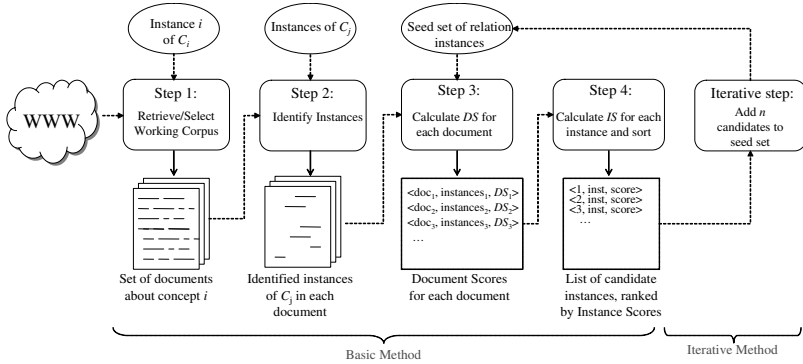 Instance i
of Cᵢ
Instances of Cⱼ
Seed set of relation
instances
WWW
Step 1:
Retrieve/Select
Working Corpus
Step 2:
Identify Instances
Step 3:
Calculate DS for
each document
Step 4:
Calculate IS for each
instance and sort
Iterative step:
Add n
candidates to
seed set
<doc₁, instances₁, DS₁>
<doc₂, instances₂, DS₂>
<doc₃, instances₃, DS₃>
…
<1, inst, score>
<2, inst, score>
<3, inst, score>
…
Set of documents
about concept i
Identified instances
of Cⱼ in each
document
Document Scores
for each document
List of candidate
instances, ranked
by Instance Scores
Basic Method
Iterative Method